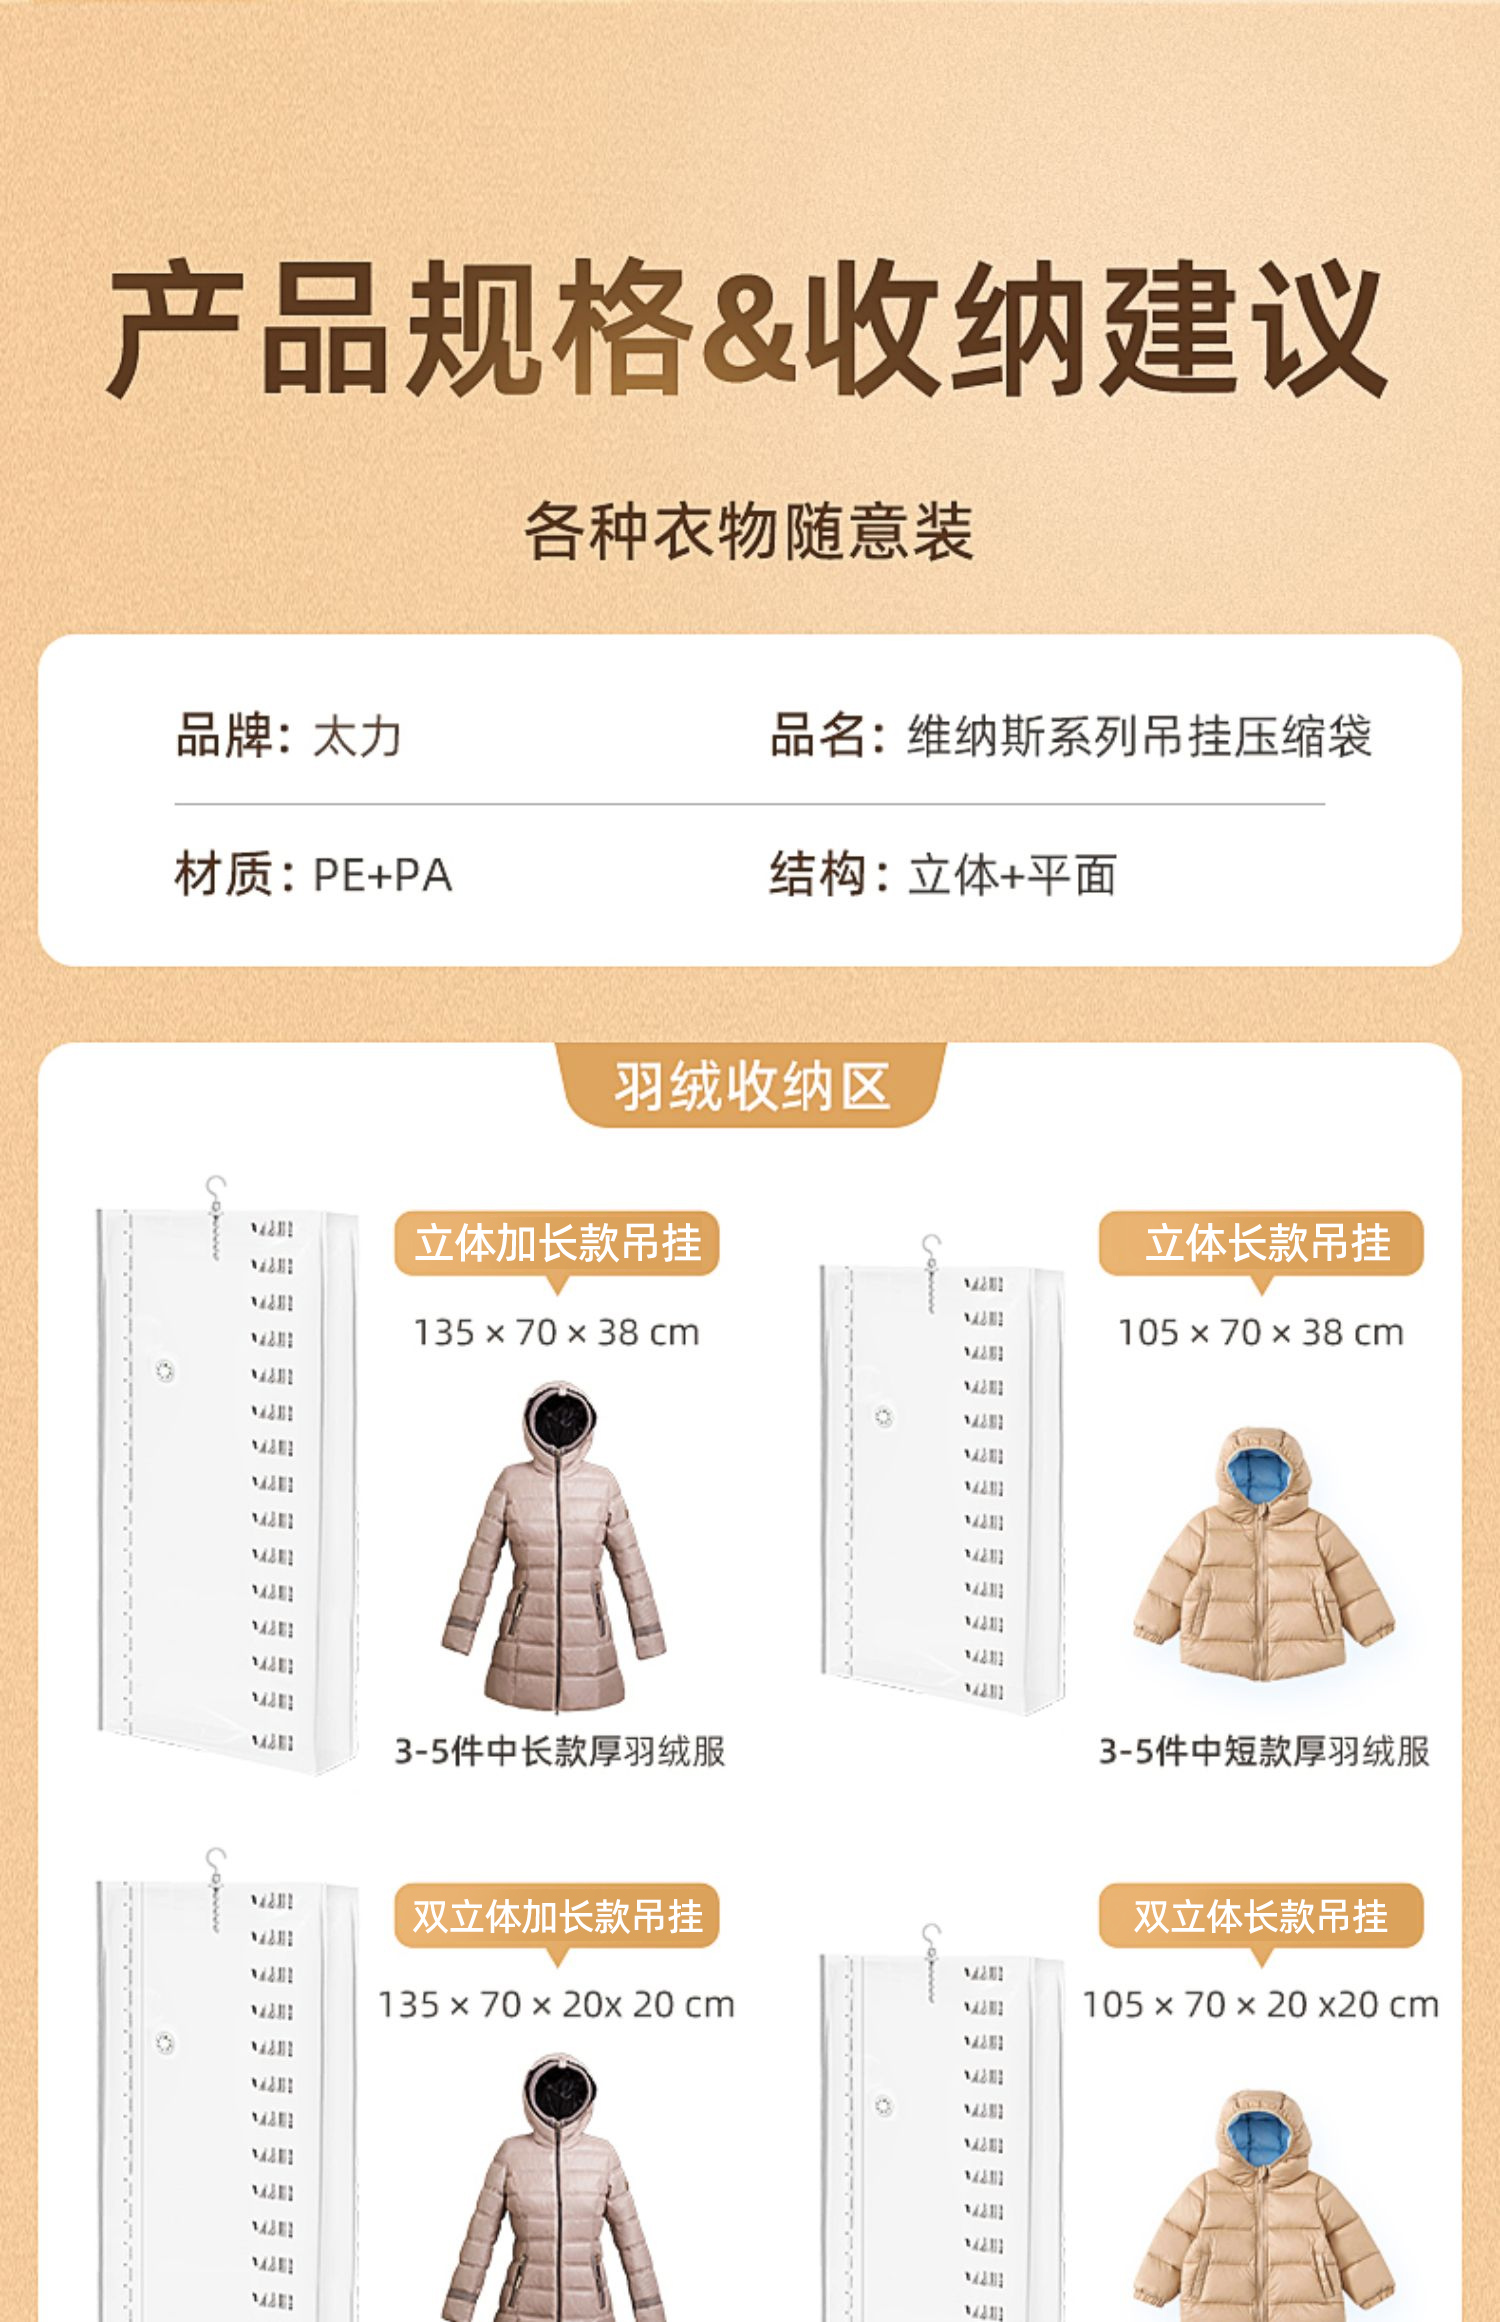 产品规格&收纳建议
各种衣物随意装
品牌：太力
品名：维纳斯系列吊挂压缩袋
材质：PE+PA
结构：立体+平面
羽绒收纳区
立体加长款吊挂
135 × 70 × 38 cm
3-5件中长款厚羽绒服
立体长款吊挂
105 × 70 × 38 cm
3-5件中短款厚羽绒服
双立体加长款吊挂
135 × 70 × 20x 20 cm
双立体长款吊挂
105 × 70 × 20 x20 cm